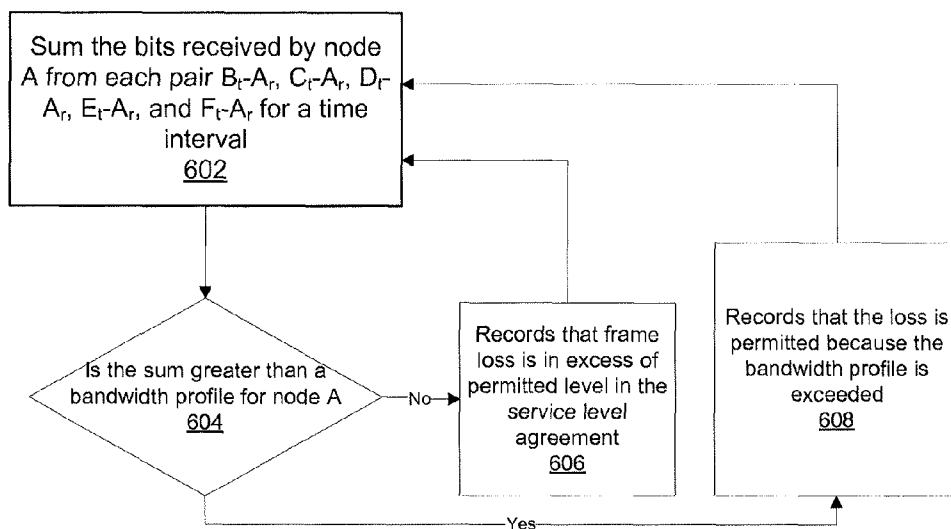 Sum the bits received by node
A from each pair Bt-Ar, Ct-Ar, Dt-
Ar, Et-Ar, and Ft-Ar for a time
interval
602
Is the sum greater than a
bandwidth profile for node A
604
No
Records that frame
loss is in excess of
permitted level in the
service level
agreement
606
Records that the loss is
permitted because the
bandwidth profile is
exceeded
608
Yes